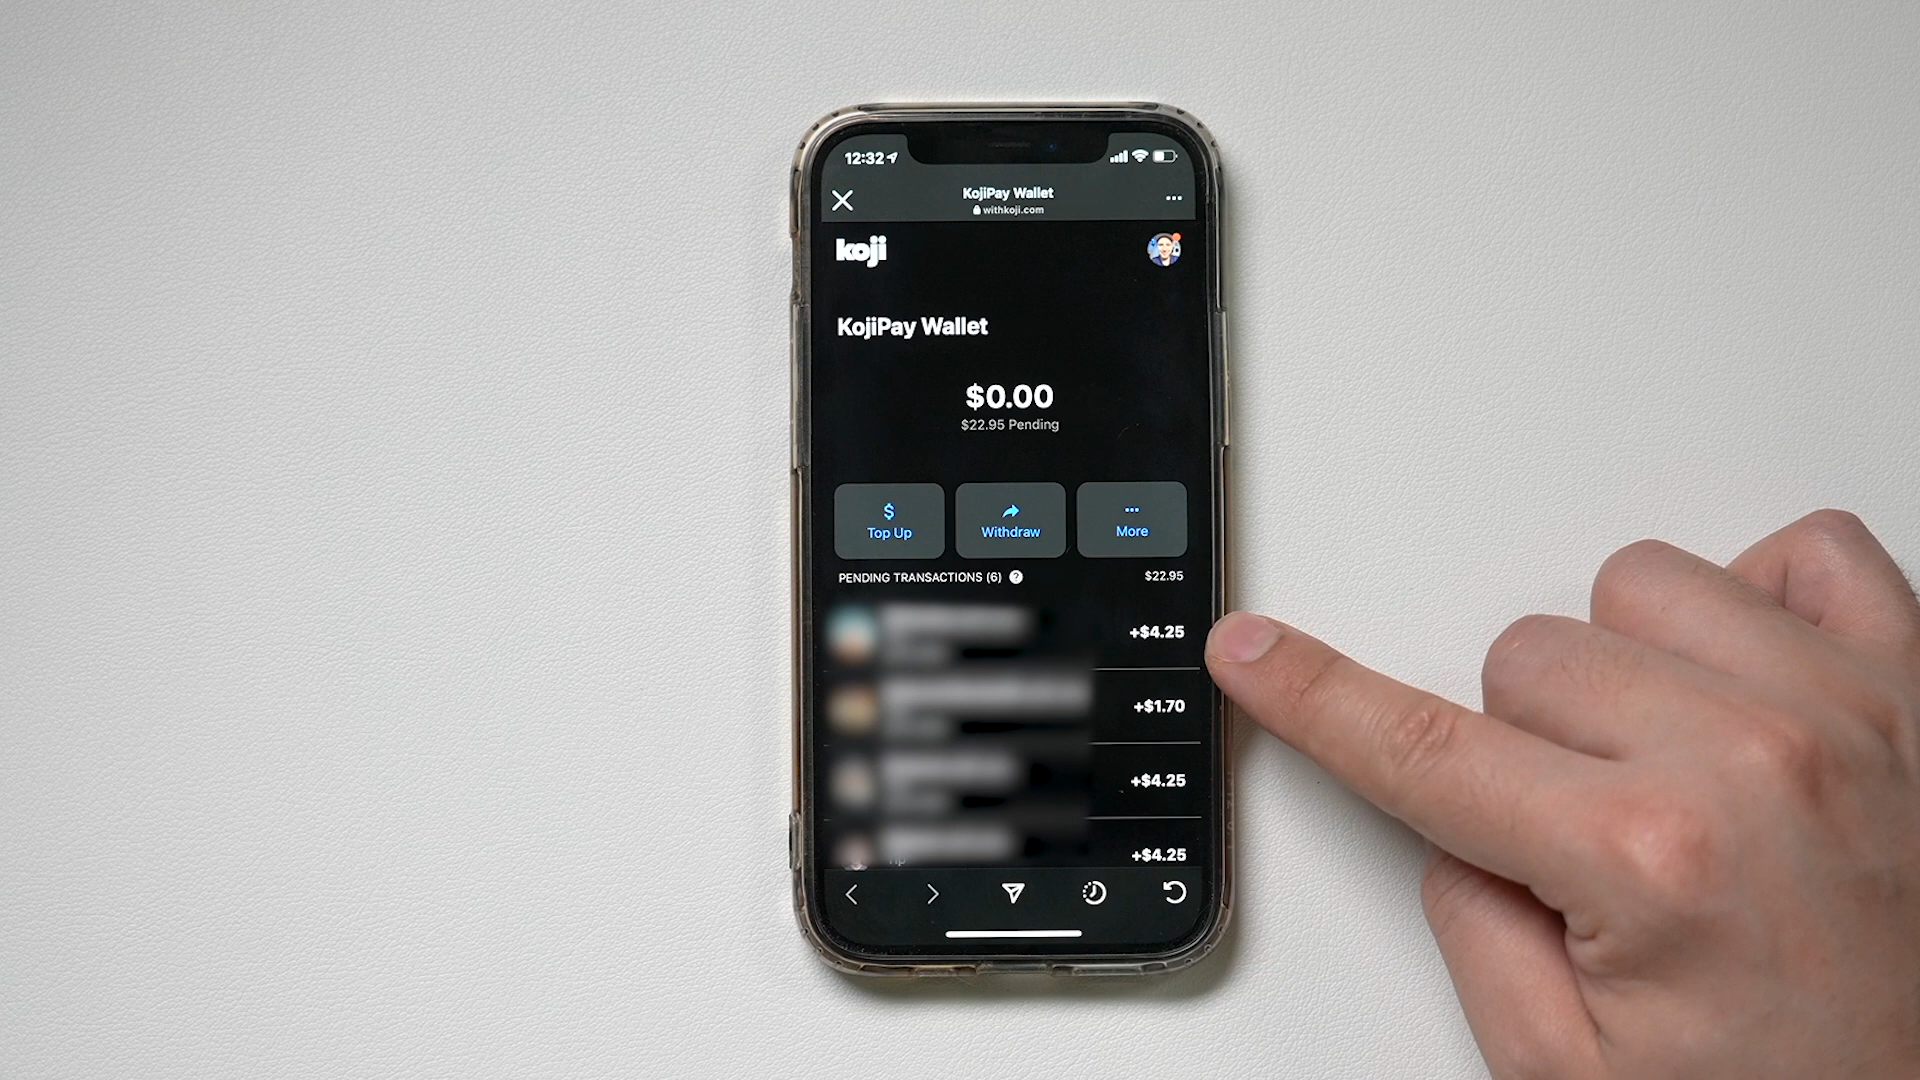 12:32
KojiPay Wallet
withkoji.com
koji
KojiPay Wallet
$0.00
$22.95 Pending
$ Top Up
Withdraw
More
PENDING TRANSACTIONS (6) ?
$22.95
+$4.25
+$1.70
+$4.25
+$4.25